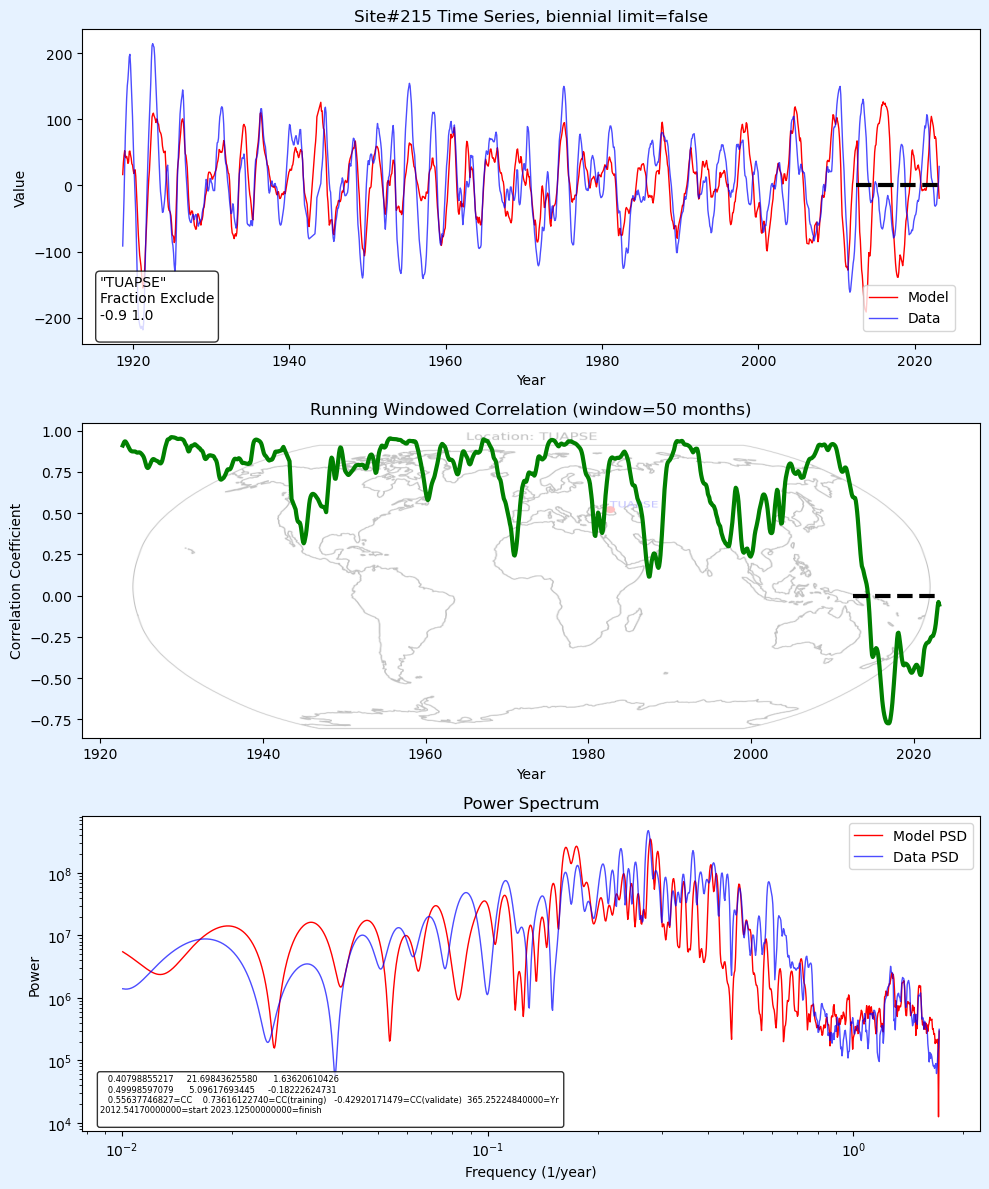 Site#215 Time Series, biennial limit=false
Value
200
100
0
−100
−200
"TUAPSE"
Fraction Exclude
-0.9 1.0
Model
Data
1920 1940 1960 1980 2000 2020
Year
Running Windowed Correlation (window=50 months)
Correlation Coefficient
1.00
0.75
0.50
0.25
0.00
−0.25
−0.50
−0.75
Location: TUAPSE
TUAPSE
1920 1940 1960 1980 2000 2020
Year
Power Spectrum
Power
10^8
10^7
10^6
10^5
10^4
Model PSD
Data PSD
0.40798855217 21.69843625580 1.63620610426
0.49998597079 5.09617693445 -0.18222624731
0.55637746827=CC 0.73616122740=CC(training) -0.42920171479=CC(validate) 365.25224840000=Yr
2012.54170000000=start 2023.12500000000=finish
10^−2 10^−1 10^0
Frequency (1/year)